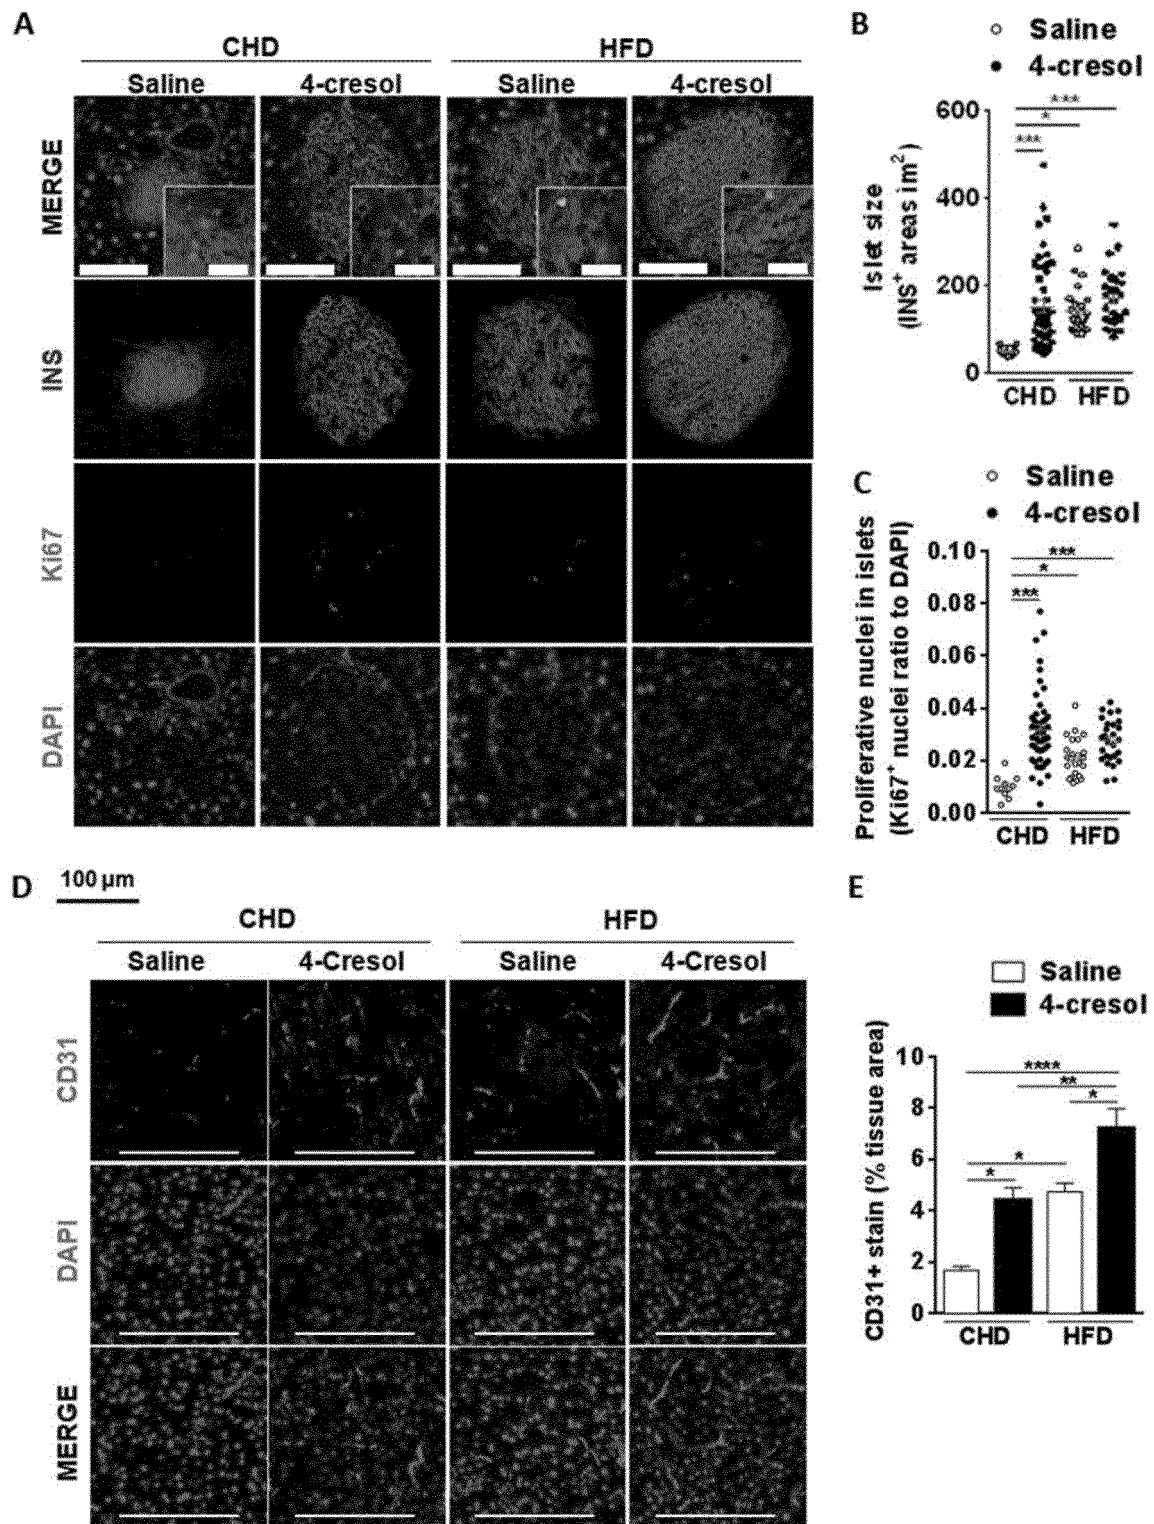 A
CHD HFD
Saline 4-cresol Saline 4-cresol
MERGE
INS
Ki67
DAPI
B
Saline
4-cresol
Islet size
(INS+ areas ìm2)
600
400
200
0
***
*
***
CHD HFD
C
Saline
4-cresol
Proliferative nuclei in islets
(Ki67+ nuclei ratio to DAPI)
0.10
0.08
0.06
0.04
0.02
0.00
***
*
***
CHD HFD
D
100 µm
CHD HFD
Saline 4-Cresol Saline 4-Cresol
CD31
DAPI
MERGE
E
Saline
4-cresol
CD31+ stain (% tissue area)
10
8
6
4
2
0
****
**
*
*
*
CHD HFD